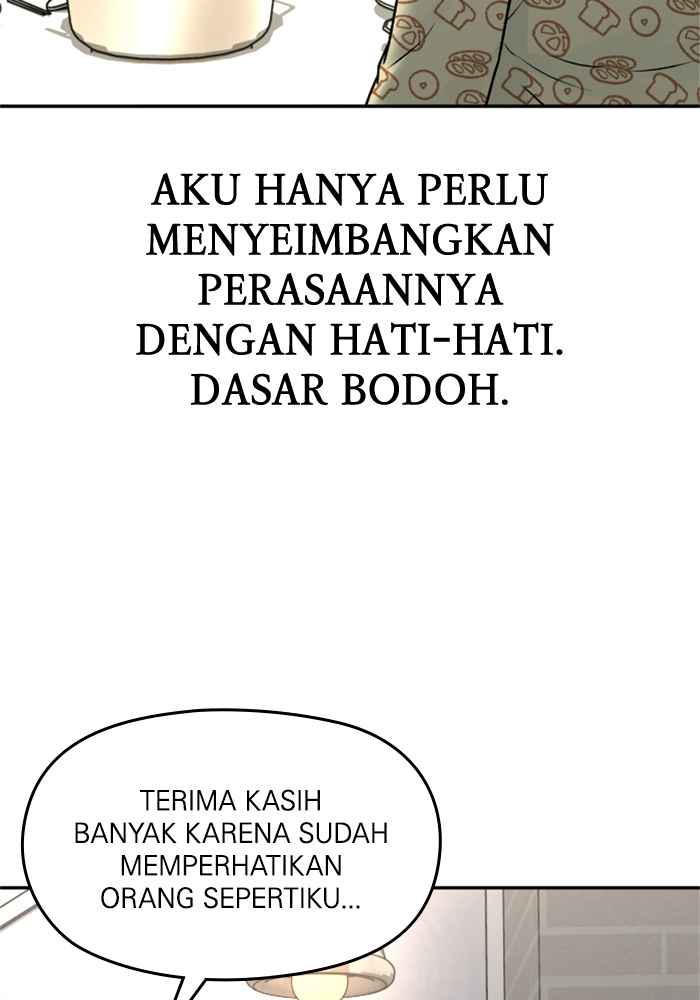 AKU HANYA PERLU
MENYEIMBANGKAN
PERASAANNYA
DENGAN HATI-HATI.
DASAR BODOH.
TERIMA KASIH
BANYAK KARENA SUDAH
MEMPERHATIKAN
ORANG SEPERTIKU...